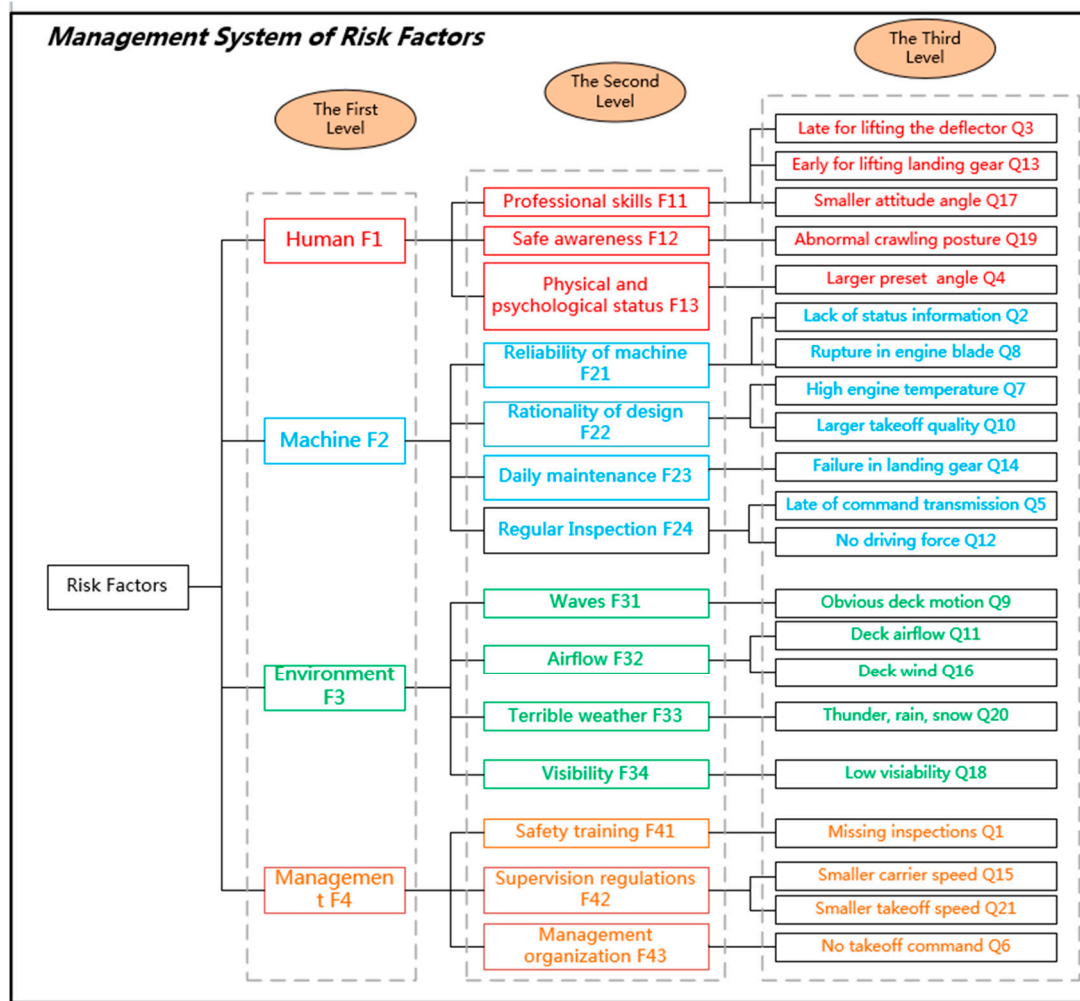 Management System of Risk Factors
The First
Level
The Second
Level
The Third
Level
Risk Factors
Human F1
Professional skills F11
Late for lifting the deflector Q3
Early for lifting landing gear Q13
Smaller attitude angle Q17
Safe awareness F12
Abnormal crawling posture Q19
Physical and
psychological status F13
Larger preset angle Q4
Machine F2
Reliability of machine
F21
Lack of status information Q2
Rupture in engine blade Q8
Rationality of design
F22
High engine temperature Q7
Larger takeoff quality Q10
Daily maintenance F23
Failure in landing gear Q14
Regular Inspection F24
Late of command transmission Q5
No driving force Q12
Environment
F3
Waves F31
Obvious deck motion Q9
Airflow F32
Deck airflow Q11
Deck wind Q16
Terrible weather F33
Thunder, rain, snow Q20
Visibility F34
Low visiability Q18
Managemen
t F4
Safety training F41
Missing inspections Q1
Supervision regulations
F42
Smaller carrier speed Q15
Smaller takeoff speed Q21
Management
organization F43
No takeoff command Q6